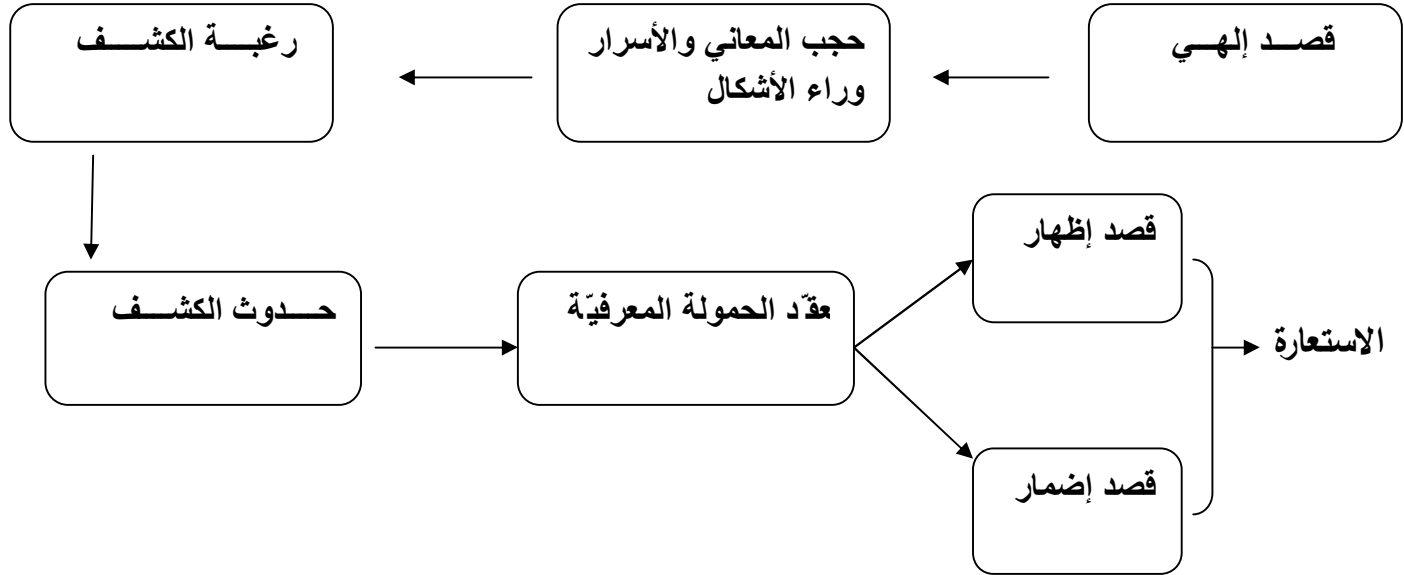 قصد إلهي
حجب المعاني والأسرار
وراء الأشكال
رغبة الكشف
حدوث الكشف
عقّد الحمولة المعرفيّة
قصد إظهار
قصد إضمار
الاستعارة